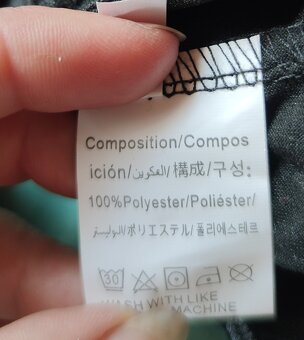 Composition/Compos
ición/التكوين/構成/구성:
100%Polyester/Poliéster/
البوليستر/ポリエステル/폴리에스테르
30
WASH WITH LIKE
MACHINE